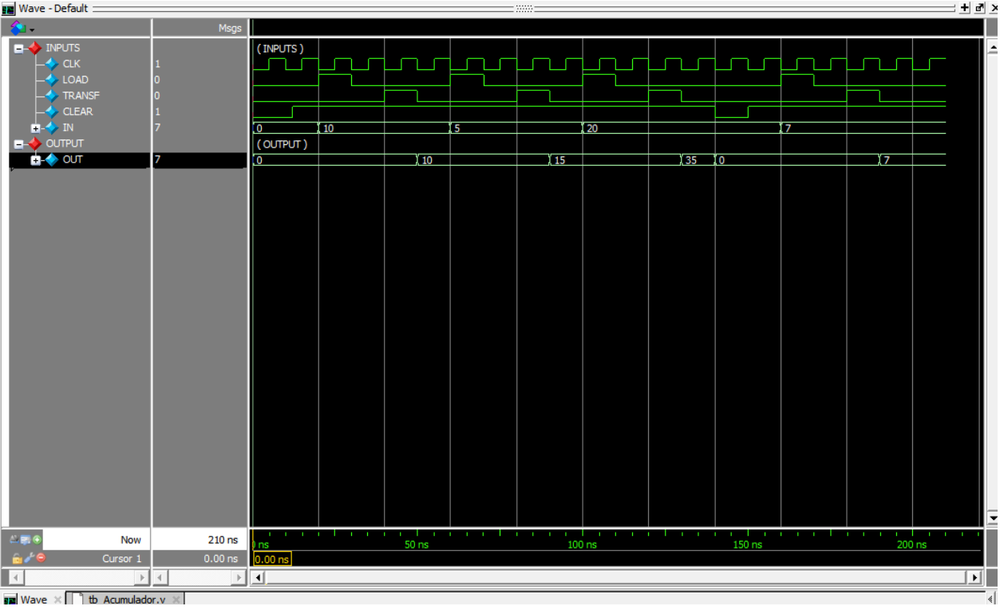 Wave - Default
Msgs
INPUTS
(INPUTS)
CLK 1
LOAD 0
TRANSF 0
CLEAR 1
IN 7 0 10 5 20 7
OUTPUT
(OUTPUT)
OUT 7 0 10 15 35 0 7
Now 210 ns
ns 50 ns 100 ns 150 ns 200 ns
Cursor 1 0.00 ns 0.00 ns
Wave tb_Acumulador.v